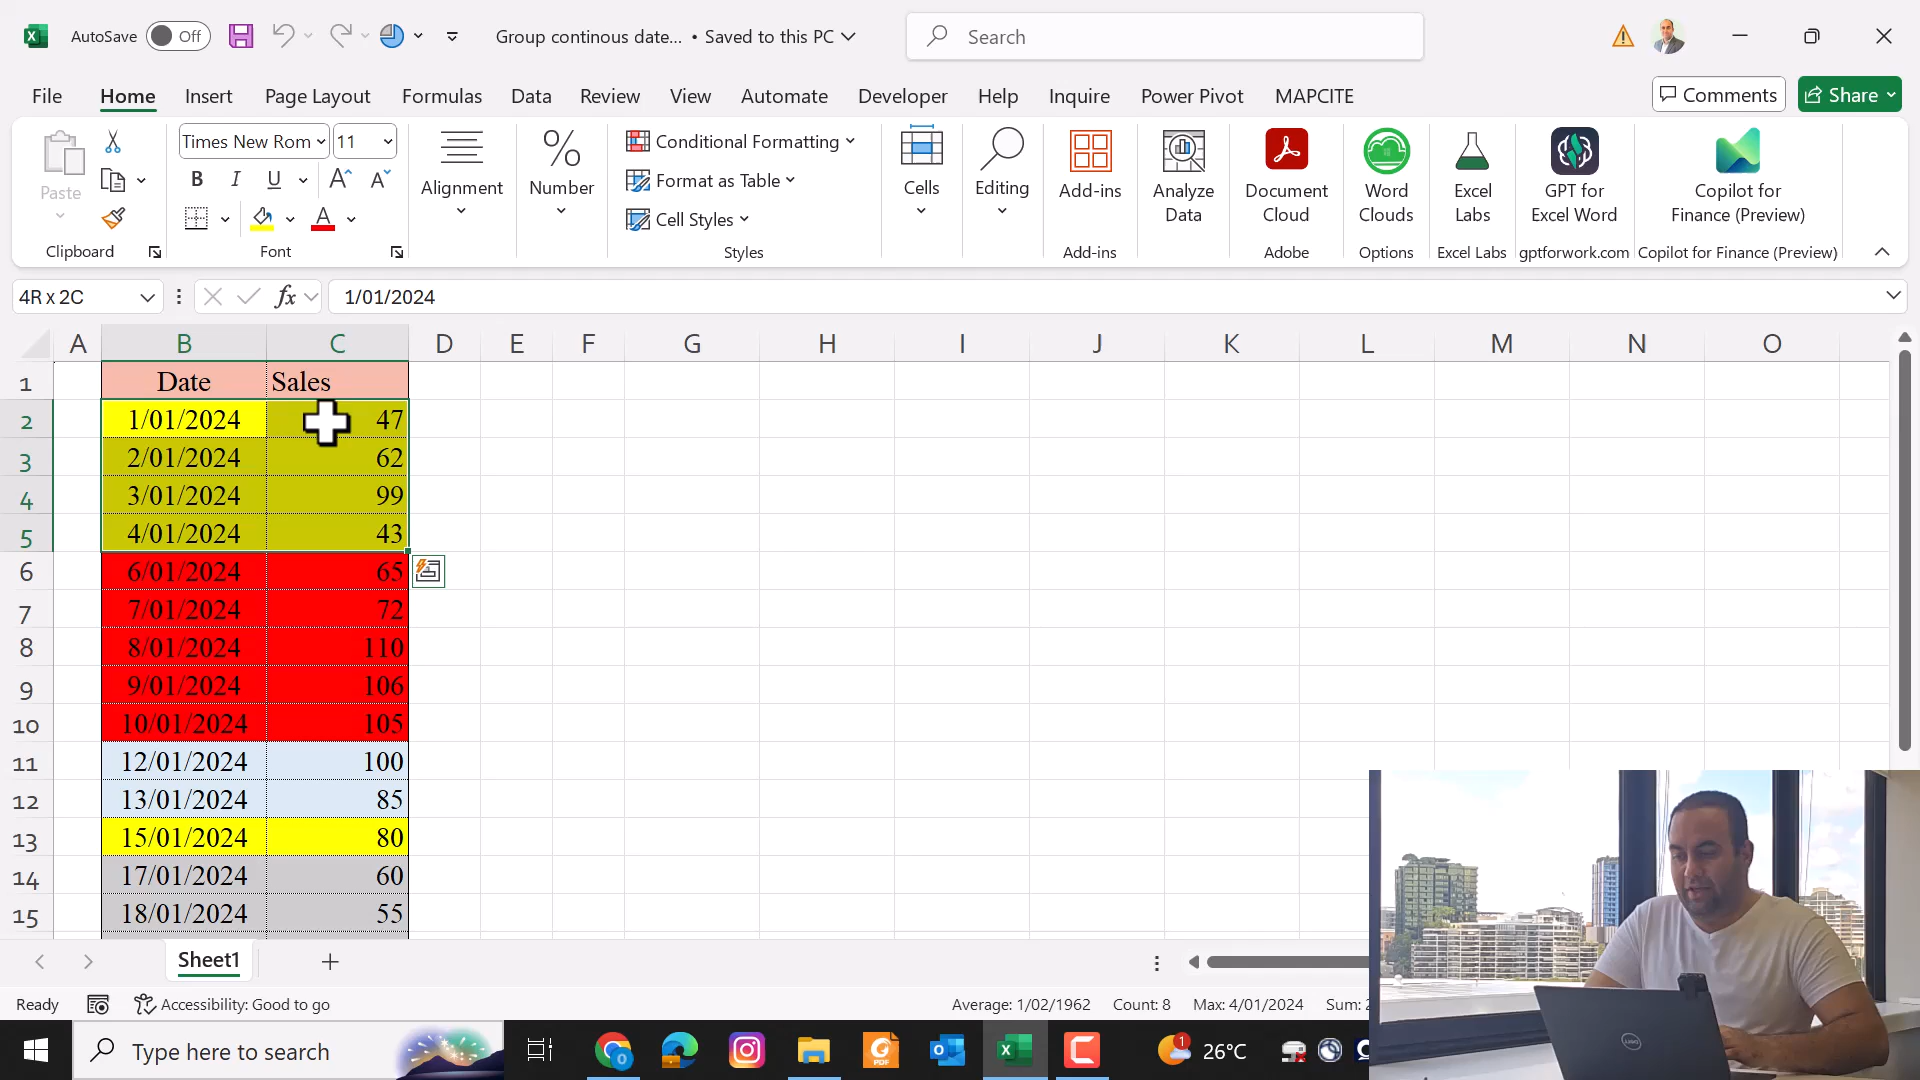 AutoSave Off Group continous date... • Saved to this PC Search
File Home Insert Page Layout Formulas Data Review View Automate Developer Help Inquire Power Pivot MAPCITE Comments Share
Paste
Clipboard
Times New Rom 11
B I U A A
A
Font
Alignment
Number
Conditional Formatting
Format as Table
Cell Styles
Styles
Cells
Editing
Add-ins
Add-ins
Analyze
Data
Document
Cloud
Adobe
Word
Clouds
Options
Excel
Labs
Excel Labs
GPT for
Excel Word
gptforwork.com
Copilot for
Finance (Preview)
Copilot for Finance (Preview)
4R x 2C fx 1/01/2024
A B C D E F G H I J K L M N O
1 Date Sales
2 1/01/2024 47
3 2/01/2024 62
4 3/01/2024 99
5 4/01/2024 43
6 6/01/2024 65
7 7/01/2024 72
8 8/01/2024 110
9 9/01/2024 106
10 10/01/2024 105
11 12/01/2024 100
12 13/01/2024 85
13 15/01/2024 80
14 17/01/2024 60
15 18/01/2024 55
Sheet1
Ready Accessibility: Good to go Average: 1/02/1962 Count: 8 Max: 4/01/2024 Sum:
Type here to search 1 26°C
PDF
DELL